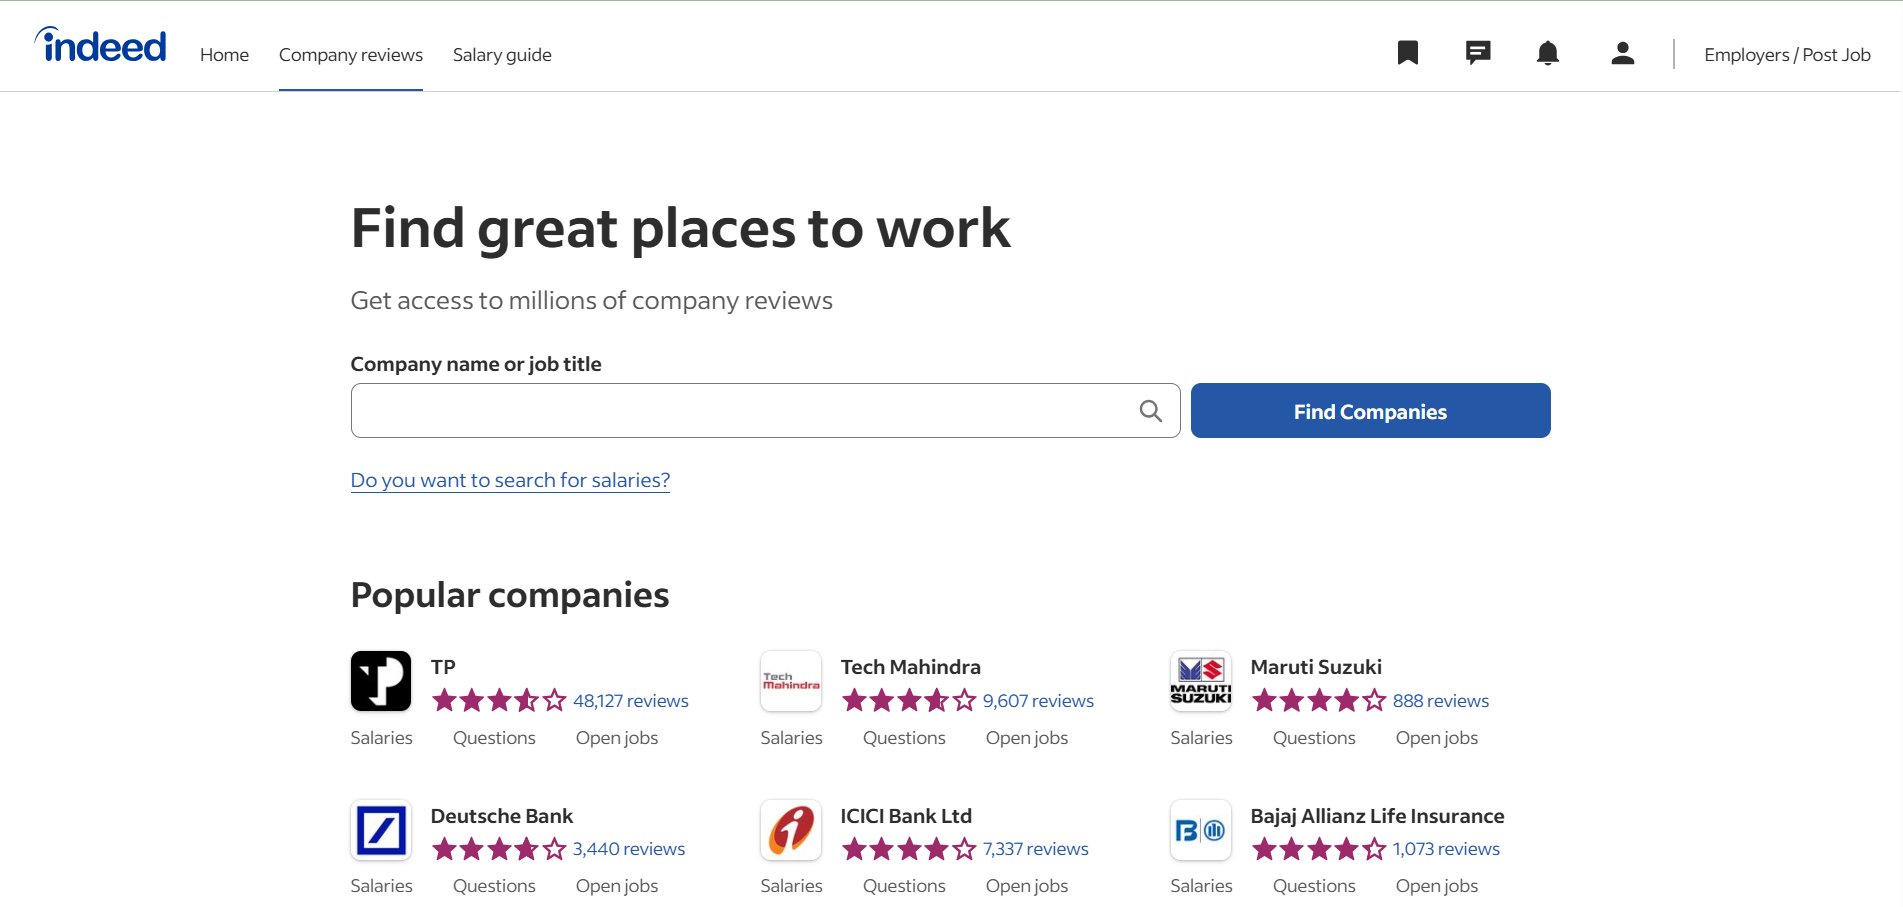 indeed Home Company reviews Salary guide Employers / Post Job
Find great places to work
Get access to millions of company reviews
Company name or job title
Find Companies
Do you want to search for salaries?
Popular companies
TP
48,127 reviews
Salaries Questions Open jobs
Tech Mahindra
Tech Mahindra
9,607 reviews
Salaries Questions Open jobs
MARUTI SUZUKI
Maruti Suzuki
888 reviews
Salaries Questions Open jobs
Deutsche Bank
3,440 reviews
Salaries Questions Open jobs
ICICI Bank Ltd
7,337 reviews
Salaries Questions Open jobs
B
Bajaj Allianz Life Insurance
1,073 reviews
Salaries Questions Open jobs